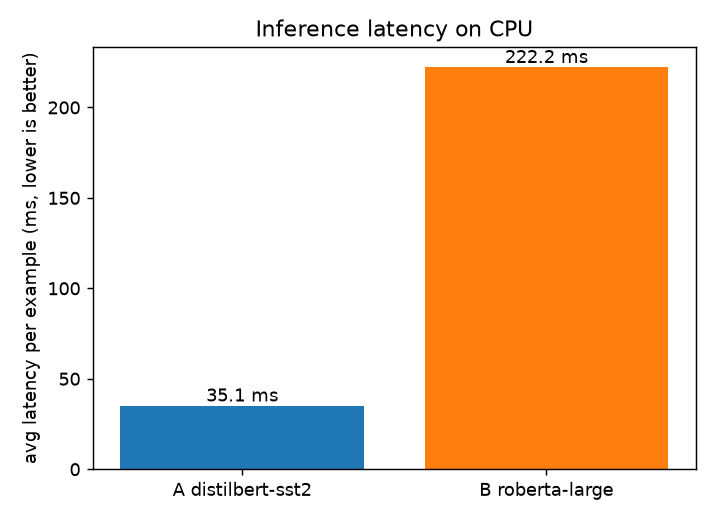 Inference latency on CPU
avg latency per example (ms, lower is better)
200
150
100
50
0
222.2 ms
35.1 ms
A distilbert-sst2
B roberta-large